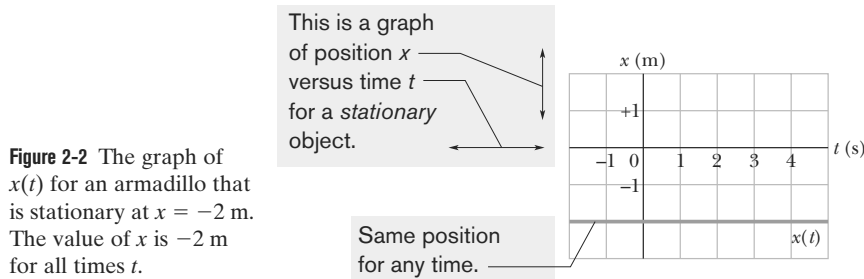 This is a graph
of position x
versus time t
for a stationary
object.
Figure 2-2 The graph of
x(t) for an armadillo that
is stationary at x = −2 m.
The value of x is −2 m
for all times t.
x (m)
+1
−1 0 1 2 3 4
t (s)
−1
x(t)
Same position
for any time.